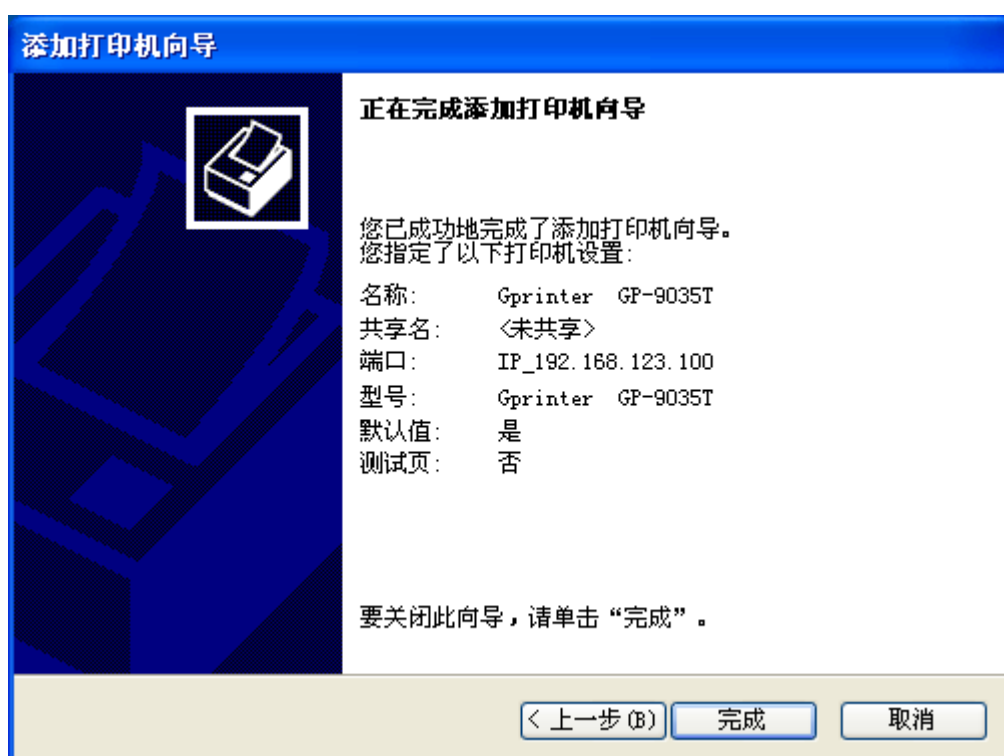 添加打印机向导
正在完成添加打印机向导
您已成功地完成了添加打印机向导。
您指定了以下打印机设置:
名称: Gprinter GP-9035T
共享名: <未共享>
端口: IP_192.168.123.100
型号: Gprinter GP-9035T
默认值: 是
测试页: 否
要关闭此向导，请单击“完成”。
< 上一步(B) 完成 取消